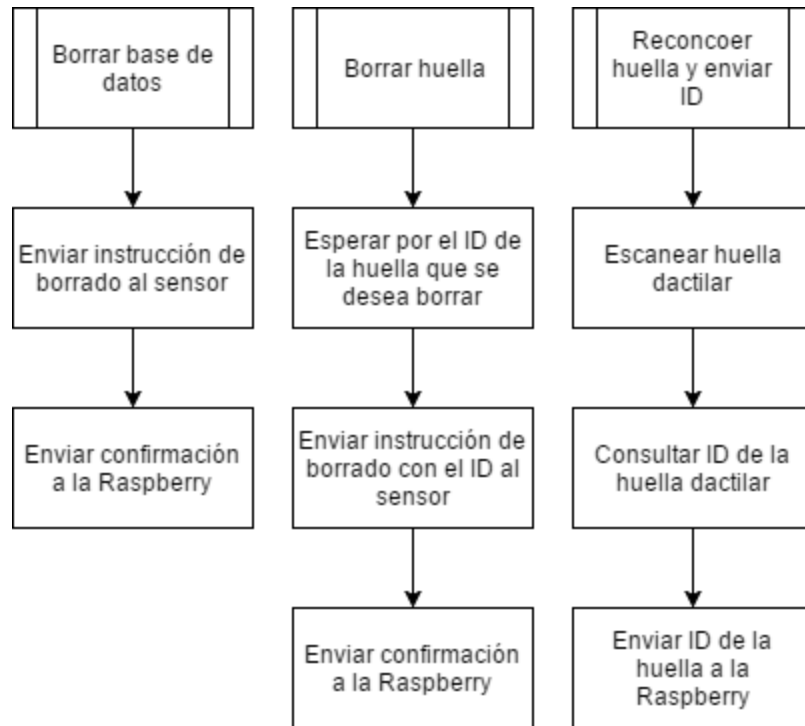 Borrar base de
datos
Enviar instrucción de
borrado al sensor
Enviar confirmación
a la Raspberry
Borrar huella
Esperar por el ID de
la huella que se
desea borrar
Enviar instrucción de
borrado con el ID al
sensor
Enviar confirmación
a la Raspberry
Reconcoer
huella y enviar
ID
Escanear huella
dactilar
Consultar ID de la
huella dactilar
Enviar ID de la
huella a la
Raspberry